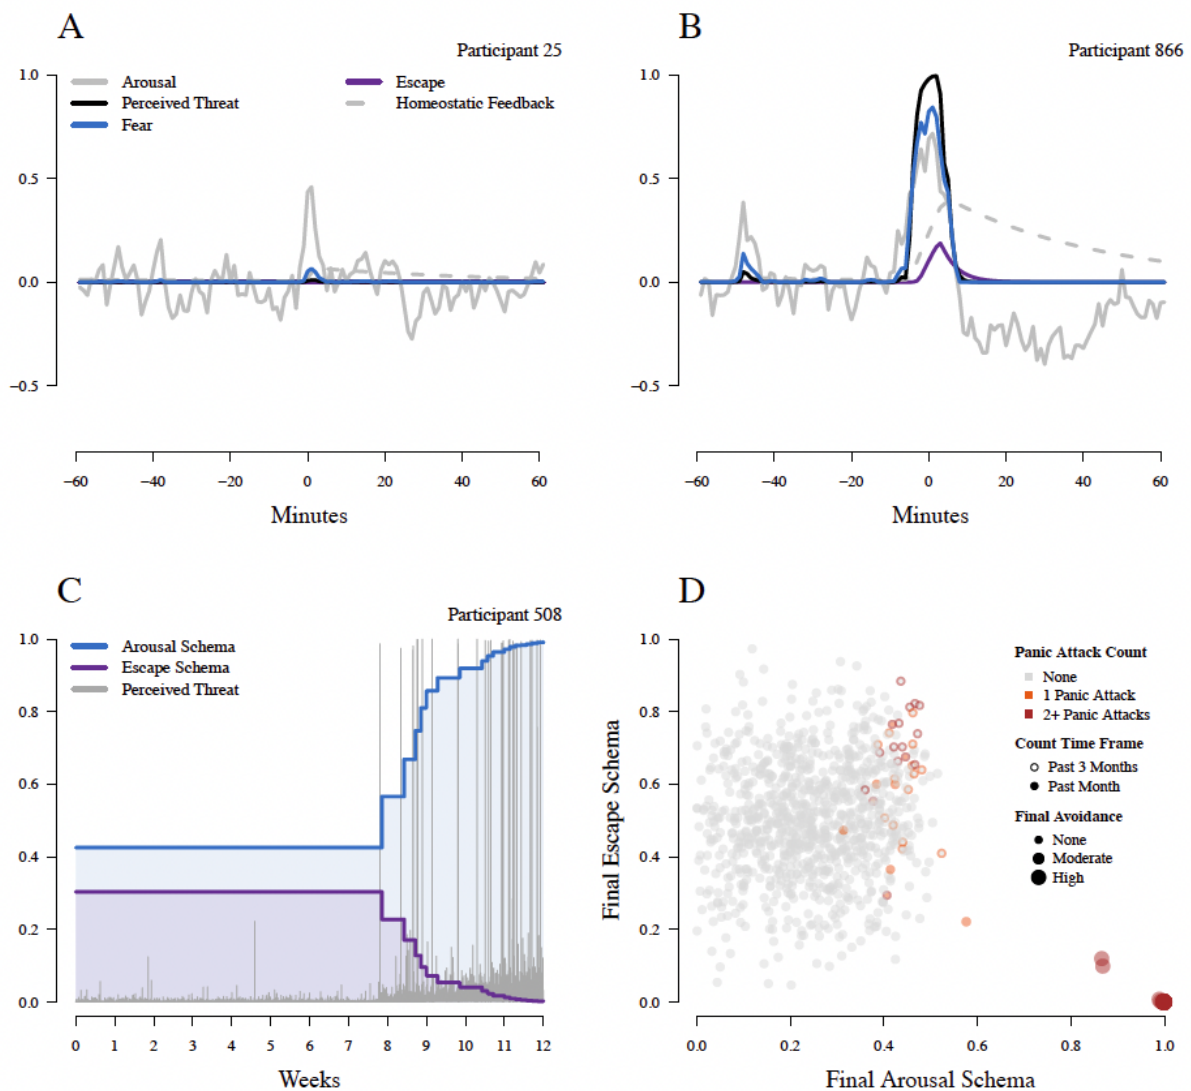 A
Participant 25
Arousal
Perceived Threat
Fear
Escape
Homeostatic Feedback
1.0
0.5
0.0
−0.5
−60 −40 −20 0 20 40 60
Minutes
B
Participant 866
1.0
0.5
0.0
−0.5
−60 −40 −20 0 20 40 60
Minutes
C
Participant 508
Arousal Schema
Escape Schema
Perceived Threat
1.0
0.8
0.6
0.4
0.2
0.0
0 1 2 3 4 5 6 7 8 9 10 11 12
Weeks
D
Final Escape Schema
1.0
0.8
0.6
0.4
0.2
0.0
Panic Attack Count
None
1 Panic Attack
2+ Panic Attacks
Count Time Frame
Past 3 Months
Past Month
Final Avoidance
None
Moderate
High
0.0 0.2 0.4 0.6 0.8 1.0
Final Arousal Schema